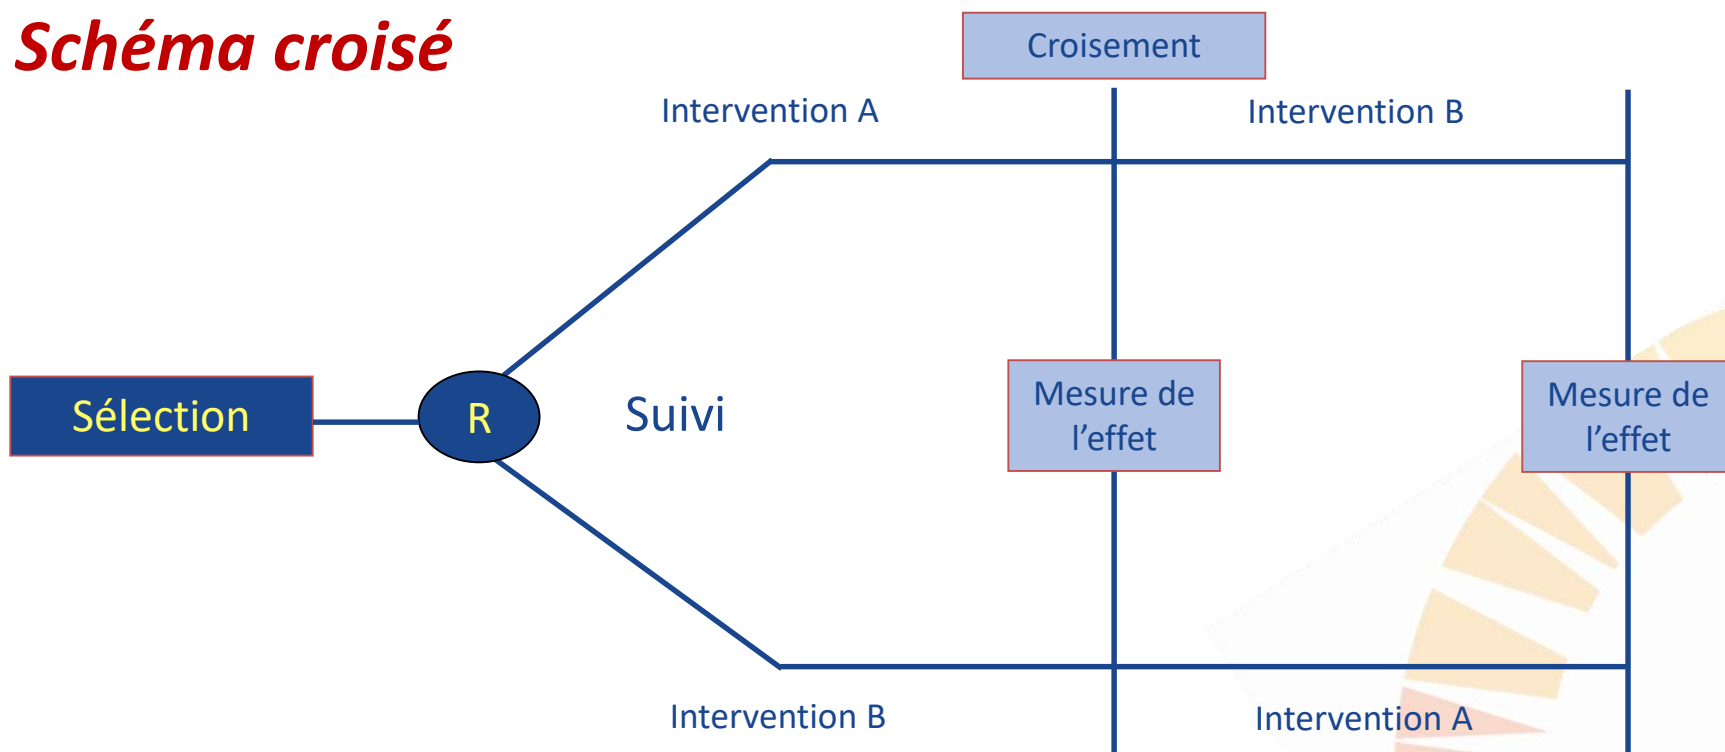 Schéma croisé
Croisement
Intervention A
Intervention B
Sélection
R
Suivi
Mesure de
l’effet
Mesure de
l’effet
Intervention B
Intervention A